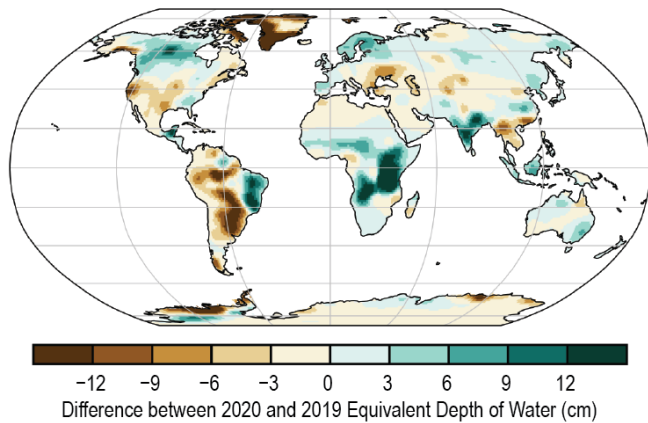 −12 −9 −6 −3 0 3 6 9 12
Difference between 2020 and 2019 Equivalent Depth of Water (cm)